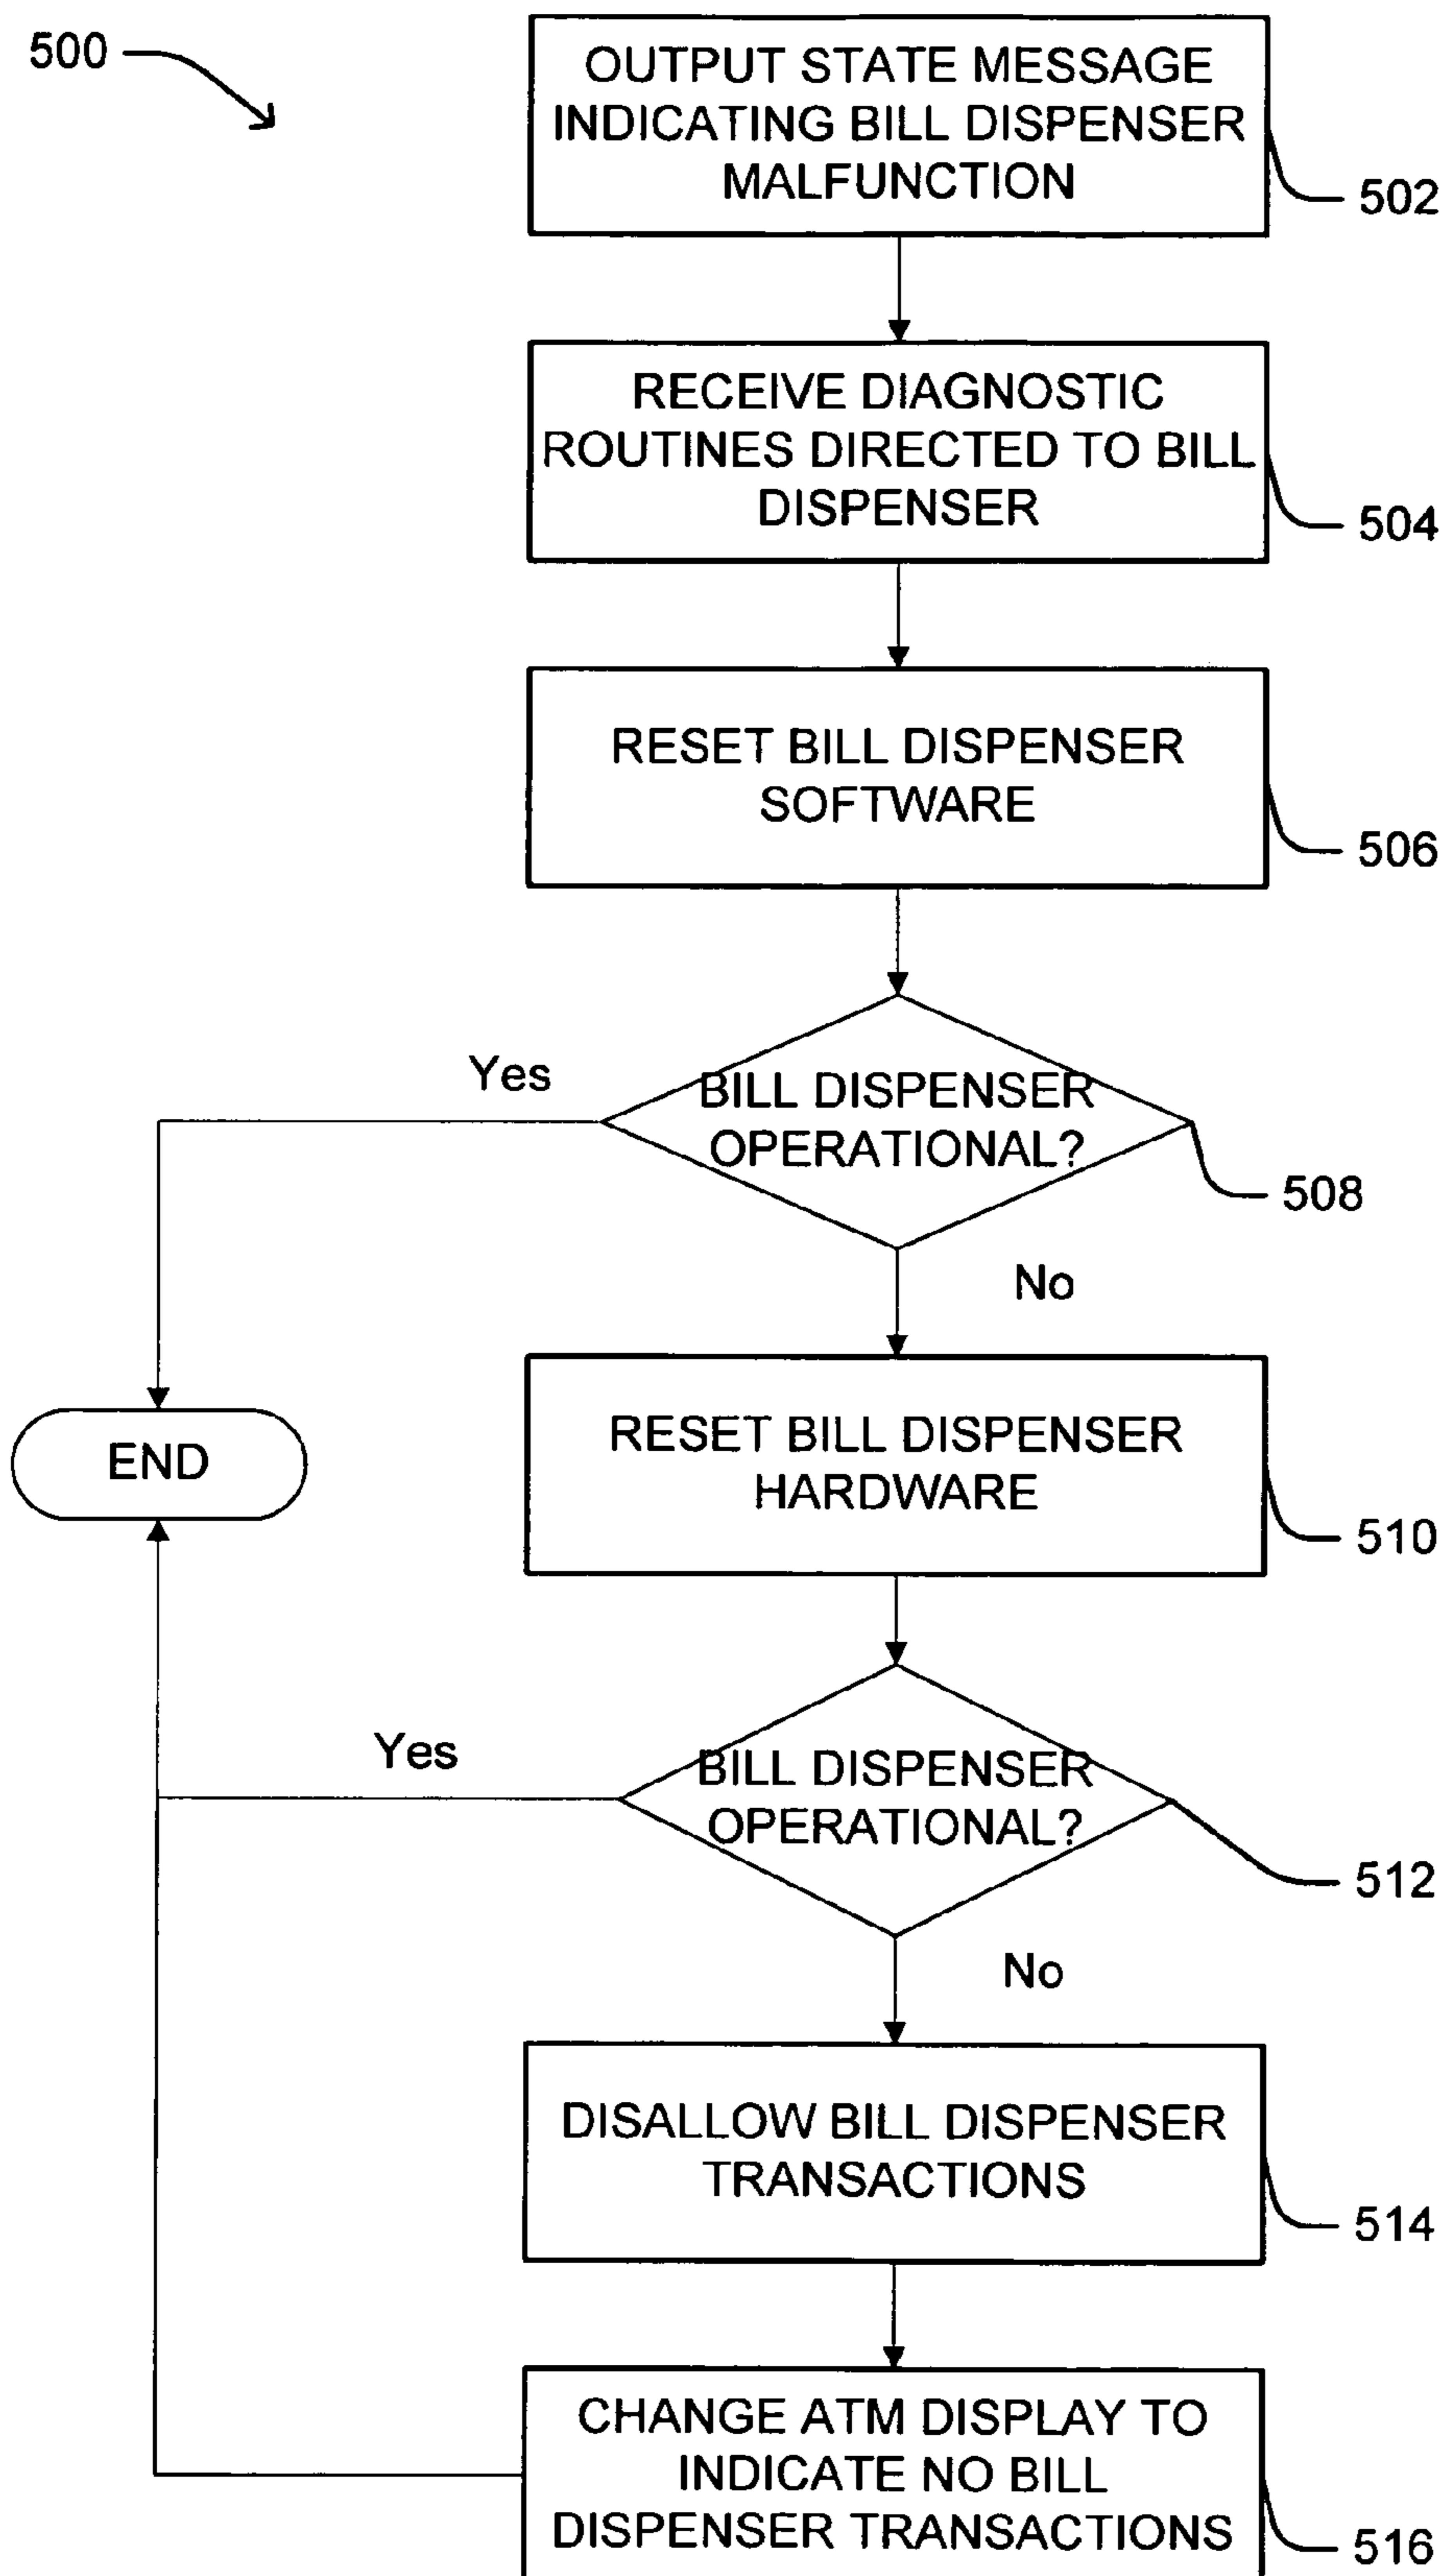 500
OUTPUT STATE MESSAGE
INDICATING BILL DISPENSER
MALFUNCTION
502
RECEIVE DIAGNOSTIC
ROUTINES DIRECTED TO BILL
DISPENSER
504
RESET BILL DISPENSER
SOFTWARE
506
Yes
BILL DISPENSER
OPERATIONAL?
508
No
RESET BILL DISPENSER
HARDWARE
510
END
Yes
BILL DISPENSER
OPERATIONAL?
512
No
DISALLOW BILL DISPENSER
TRANSACTIONS
514
CHANGE ATM DISPLAY TO
INDICATE NO BILL
DISPENSER TRANSACTIONS
516